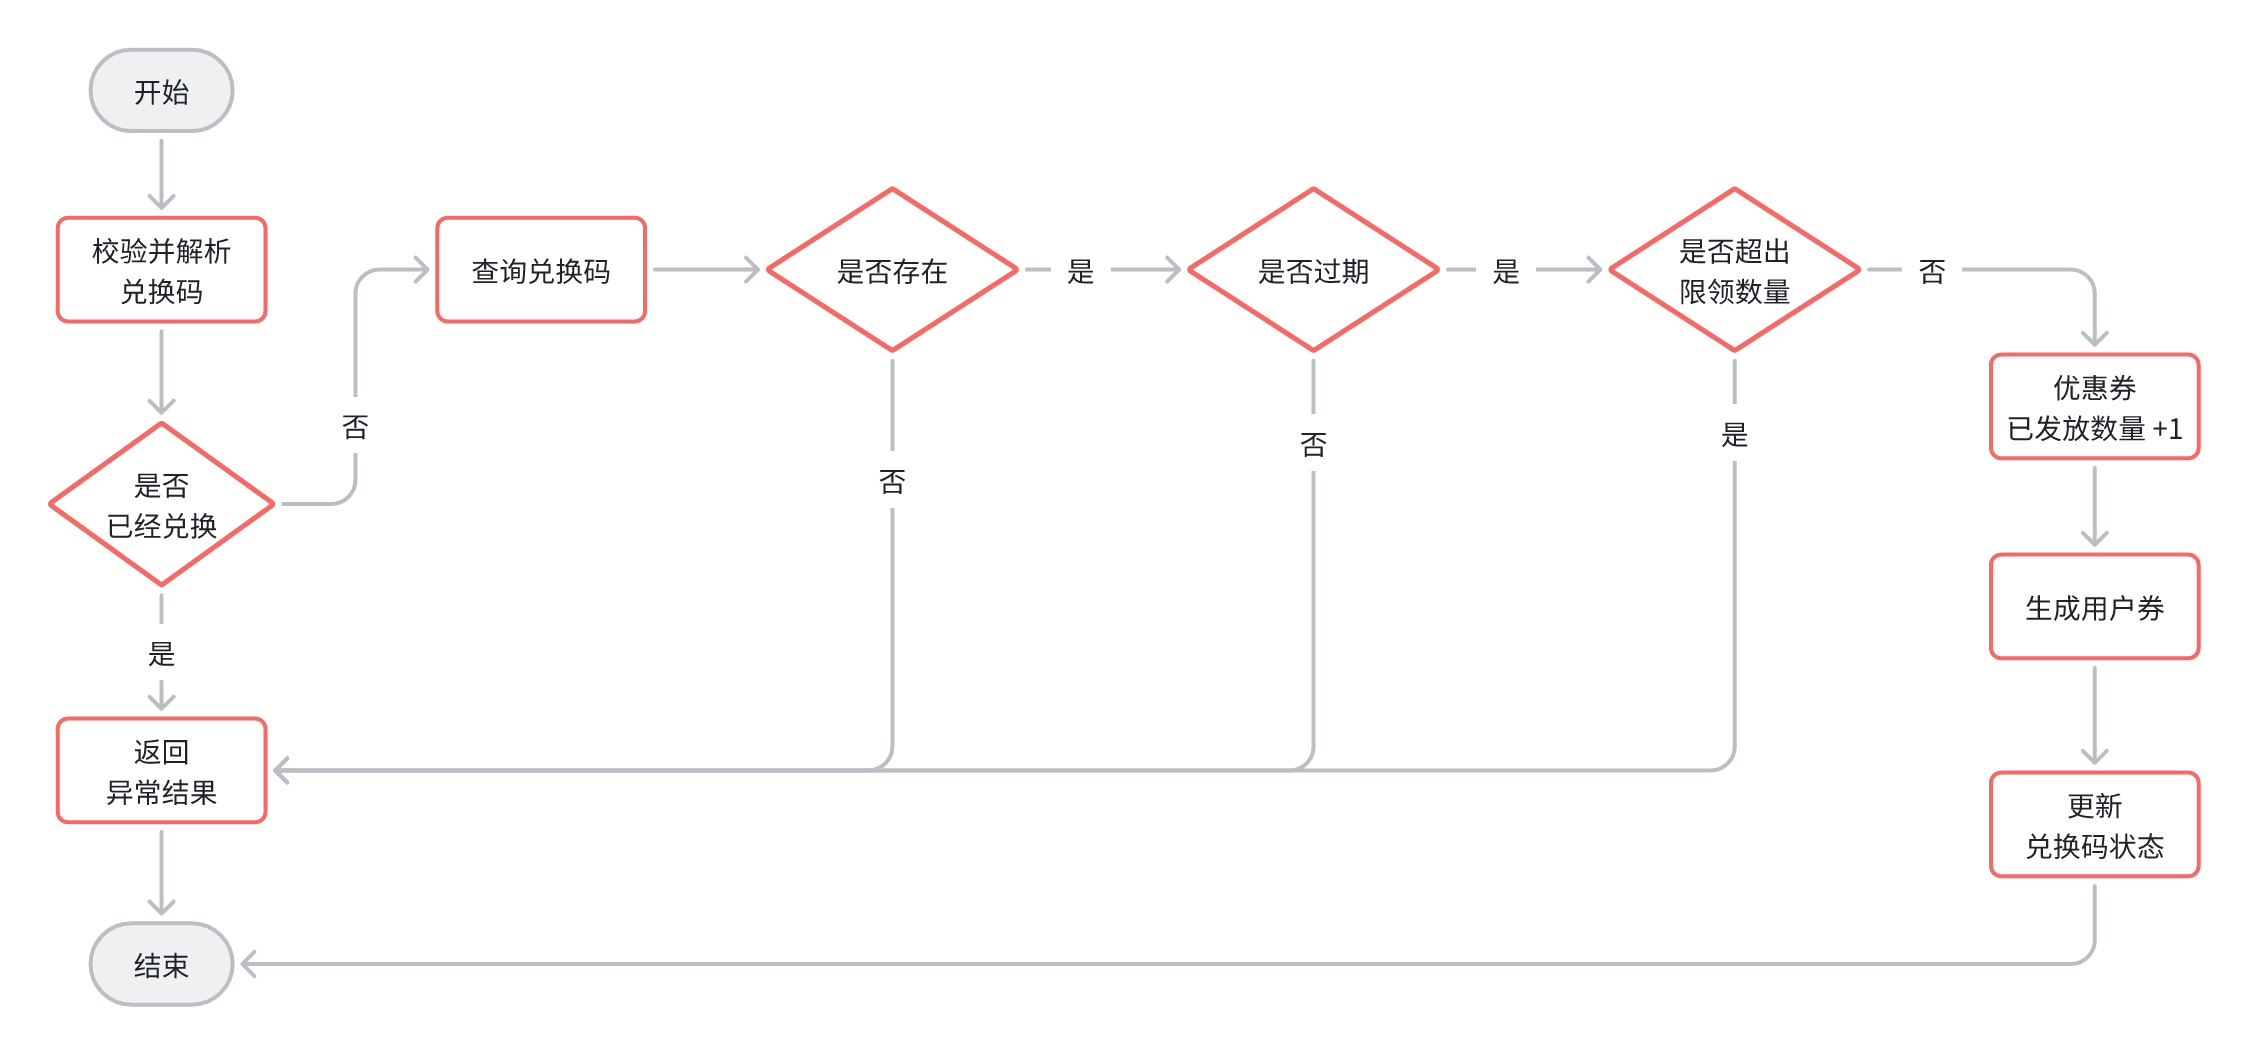 开始
校验并解析
兑换码
是否
已经兑换
否
是
返回
异常结果
结束
查询兑换码
是否存在
是
否
是否过期
是
否
是否超出
限领数量
否
是
优惠券
已发放数量 +1
生成用户券
更新
兑换码状态